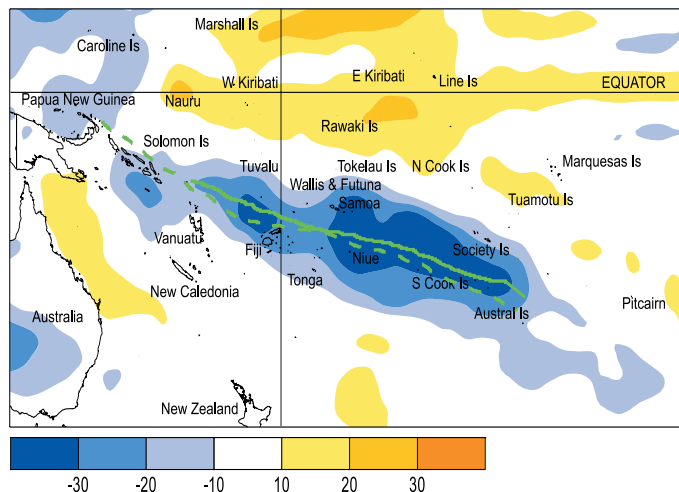 Marshall Is
Caroline Is
W Kiribati
E Kiribati
Line Is
EQUATOR
Papua New Guinea
Nauru
Rawaki Is
Solomon Is
Tuvalu
Tokelau Is
N Cook Is
Marquesas Is
Wallis & Futuna
Samoa
Tuamotu Is
Vanuatu
Fiji
Niue
Society Is
Tonga
S Cook Is
New Caledonia
Pitcairn
Australia
Austral Is
New Zealand
-30 -20 -10 10 20 30